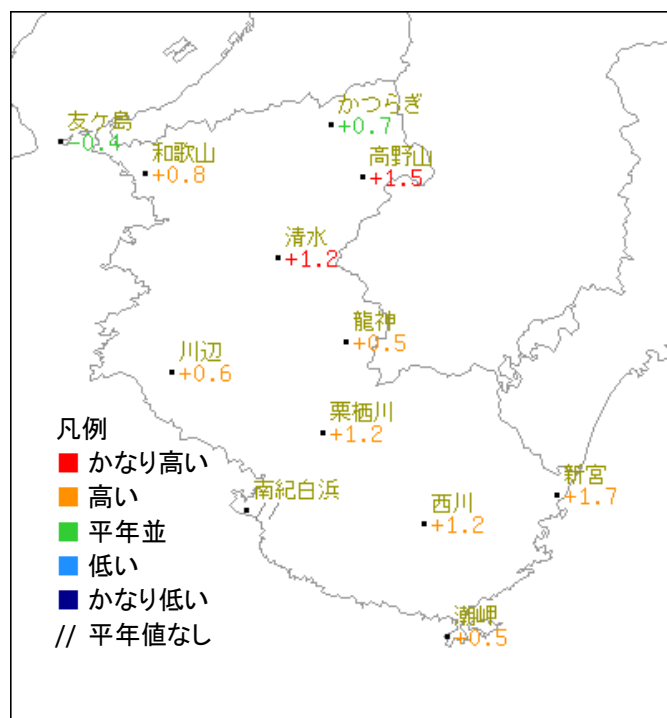 かつらぎ
+0.7
友ケ島
-0.4
和歌山
+0.8
高野山
+1.5
清水
+1.2
龍神
+0.5
川辺
+0.6
栗栖川
+1.2
南紀白浜
//
西川
+1.2
新宮
+1.7
潮岬
+0.5
凡例
かなり高い
高い
平年並
低い
かなり低い
// 平年値なし